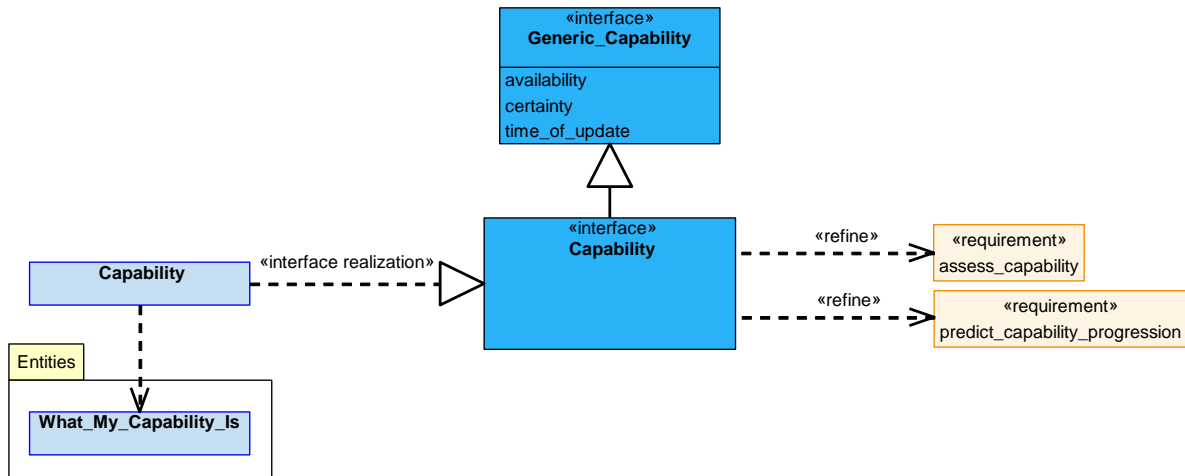 «interface»
Generic_Capability
availability
certainty
time_of_update
«interface»
Capability
«refine»
«requirement»
assess_capability
Capability
«interface realization»
«refine»
«requirement»
predict_capability_progression
Entities
What_My_Capability_Is